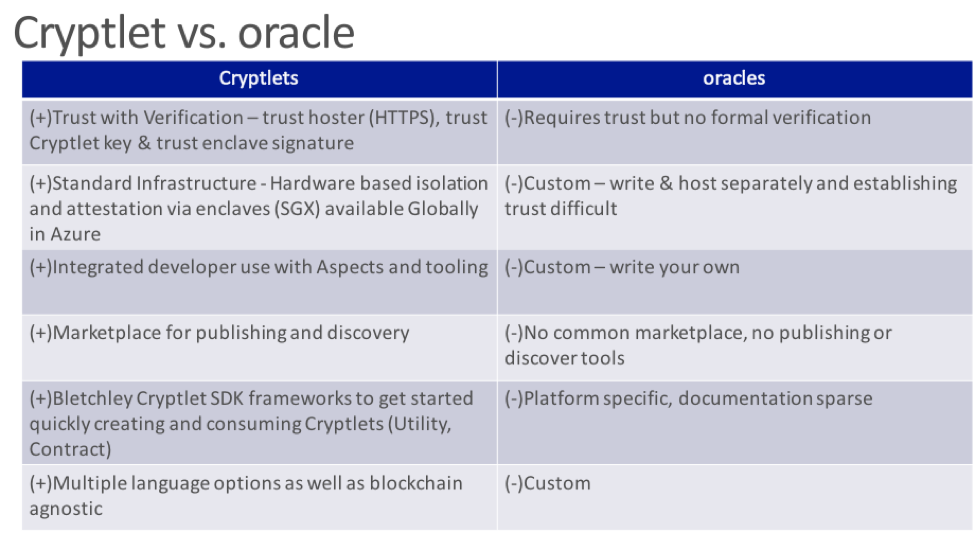 Cryptlet vs. oracle
Cryptlets
oracles
(+)Trust with Verification – trust hoster (HTTPS), trust
Cryptlet key & trust enclave signature
(-)Requires trust but no formal verification
(+)Standard Infrastructure - Hardware based isolation
and attestation via enclaves (SGX) available Globally
in Azure
(-)Custom – write & host separately and establishing
trust difficult
(+)Integrated developer use with Aspects and tooling
(-)Custom – write your own
(+)Marketplace for publishing and discovery
(-)No common marketplace, no publishing or
discover tools
(+)Bletchley Cryptlet SDK frameworks to get started
quickly creating and consuming Cryptlets (Utility,
Contract)
(-)Platform specific, documentation sparse
(+)Multiple language options as well as blockchain
agnostic
(-)Custom